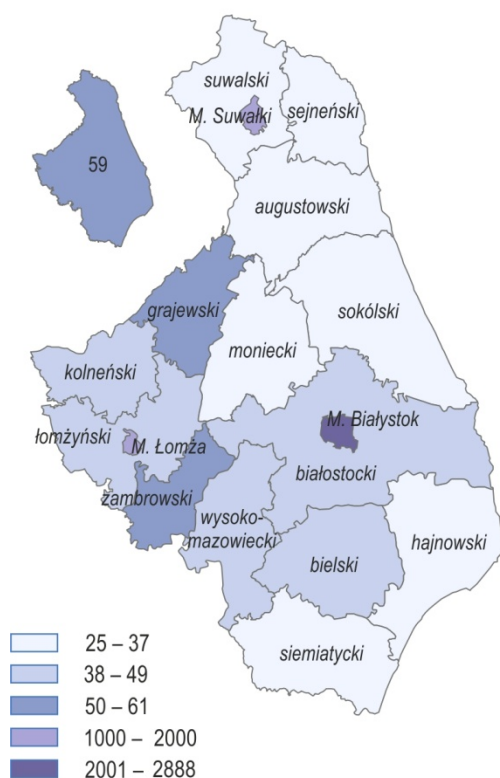 suwalski
M. Suwałki
sejneński
59
augustowski
grajewski
sokólski
moniecki
kolneński
M. Białystok
łomżyński
M. Łomża
białostocki
zambrowski
wysoko-
mazowiecki
hajnowski
bielski
siemiatycki
25 – 37
38 – 49
50 – 61
1000 – 2000
2001 – 2888